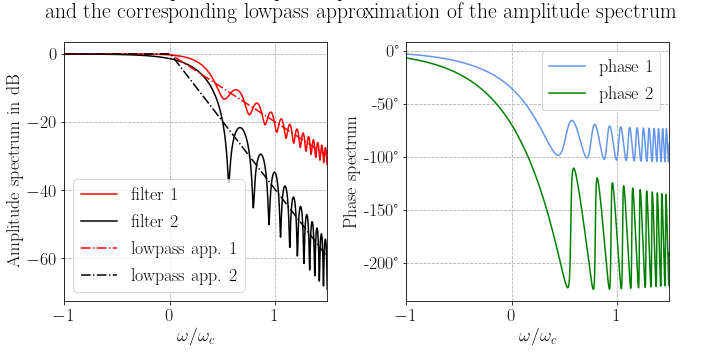 and the corresponding lowpass approximation of the amplitude spectrum
Amplitude spectrum in dB
0
−20
−40
−60
filter 1
filter 2
lowpass app. 1
lowpass app. 2
−1
0
1
ω/ω_c
Phase spectrum
0°
-50°
-100°
-150°
-200°
phase 1
phase 2
−1
0
1
ω/ω_c